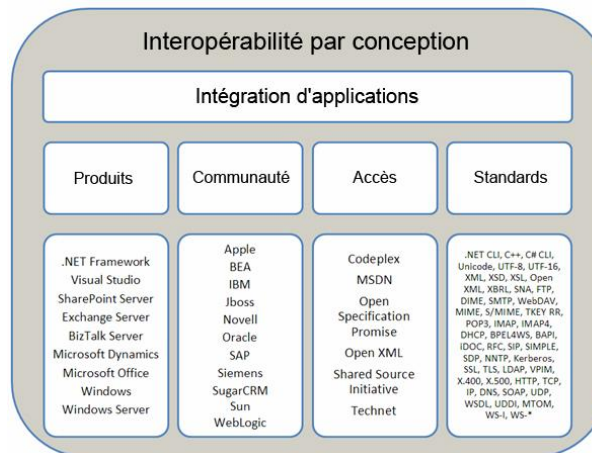 Interopérabilité par conception
Intégration d'applications
Produits
Communauté
Accès
Standards
.NET Framework
Visual Studio
SharePoint Server
Exchange Server
BizTalk Server
Microsoft Dynamics
Microsoft Office
Windows
Windows Server
Apple
BEA
IBM
Jboss
Novell
Oracle
SAP
Siemens
SugarCRM
Sun
WebLogic
Codeplex
MSDN
Open
Specification
Promise
Open XML
Shared Source
Initiative
Technet
.NET CLI, C++, C# CLI,
Unicode, UTF-8, UTF-16,
XML, XSD, XSL, Open
XML, XBRL, SNA, FTP,
DIME, SMTP, WebDAV,
MIME, S/MIME, TKEY RR,
POP3, IMAP, IMAP4,
DHCP, BPEL4WS, BAPI,
iDOC, RFC, SIP, SIMPLE,
SDP, NNTP, Kerberos,
SSL, TLS, LDAP, VPIM,
X.400, X.500, HTTP, TCP,
IP, DNS, SOAP, UDP,
WSDL, UDDI, MTOM,
WS-I, WS-*